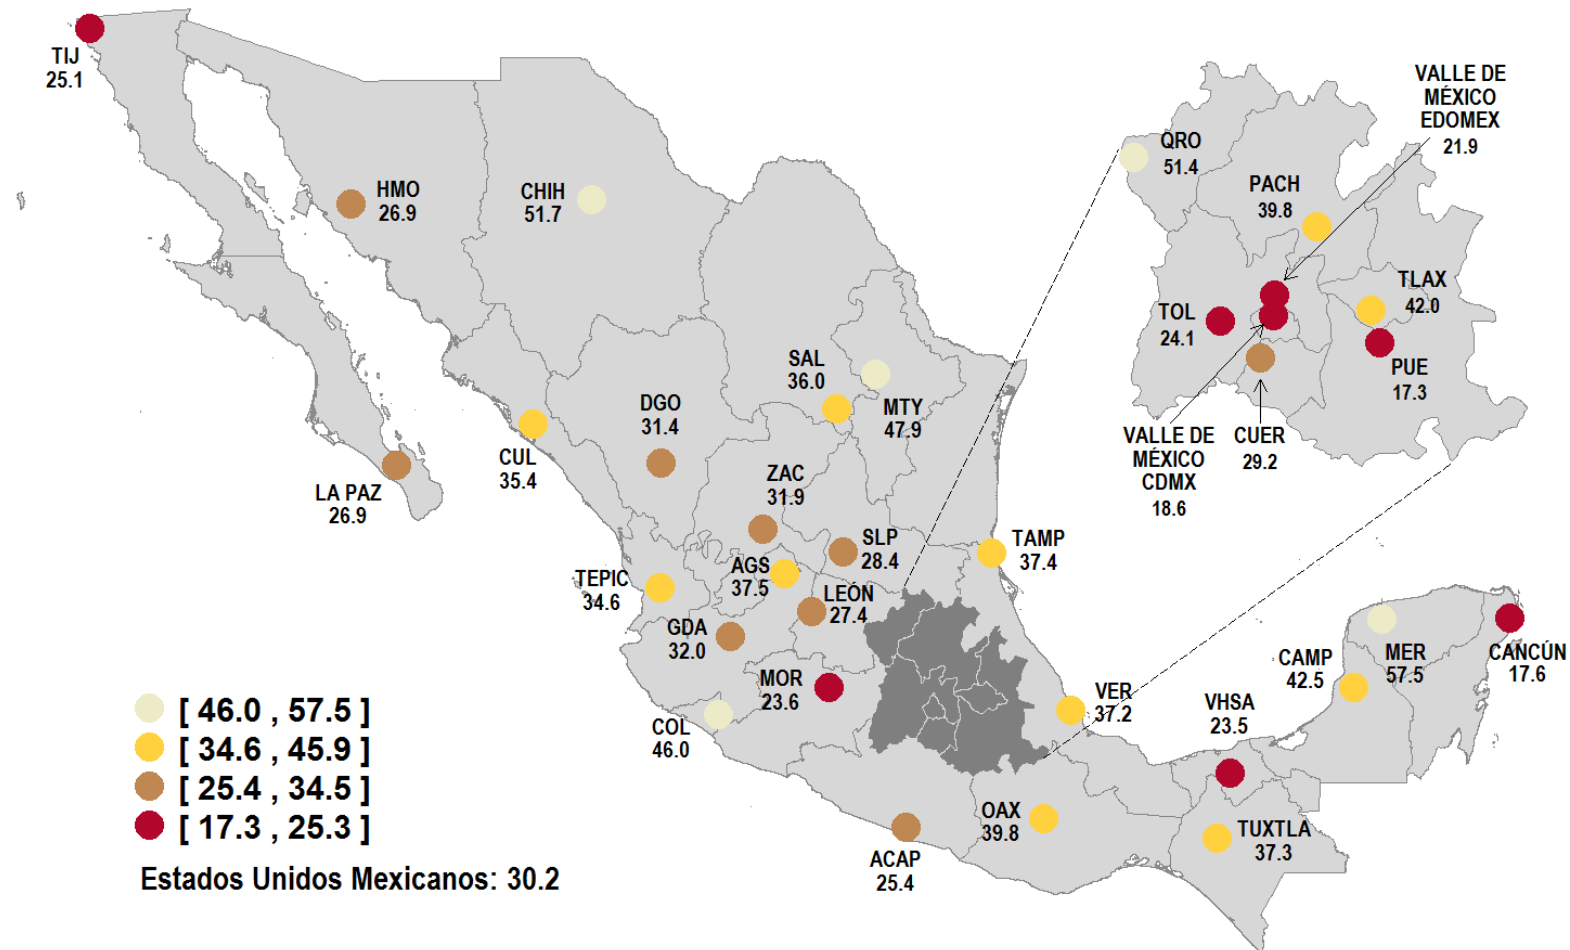 TIJ
25.1
HMO
26.9
CHIH
51.7
LA PAZ
26.9
CUL
35.4
DGO
31.4
SAL
36.0
MTY
47.9
ZAC
31.9
SLP
28.4
TAMP
37.4
TEPIC
34.6
AGS
37.5
LEÓN
27.4
GDA
32.0
MOR
23.6
COL
46.0
ACAP
25.4
OAX
39.8
VER
37.2
VHSA
23.5
TUXTLA
37.3
CAMP
42.5
MER
57.5
CANCÚN
17.6
VALLE DE
MÉXICO
EDOMEX
21.9
QRO
51.4
PACH
39.8
TLAX
42.0
TOL
24.1
PUE
17.3
VALLE DE
MÉXICO
CDMX
18.6
CUER
29.2
[ 46.0 , 57.5 ]
[ 34.6 , 45.9 ]
[ 25.4 , 34.5 ]
[ 17.3 , 25.3 ]
Estados Unidos Mexicanos: 30.2